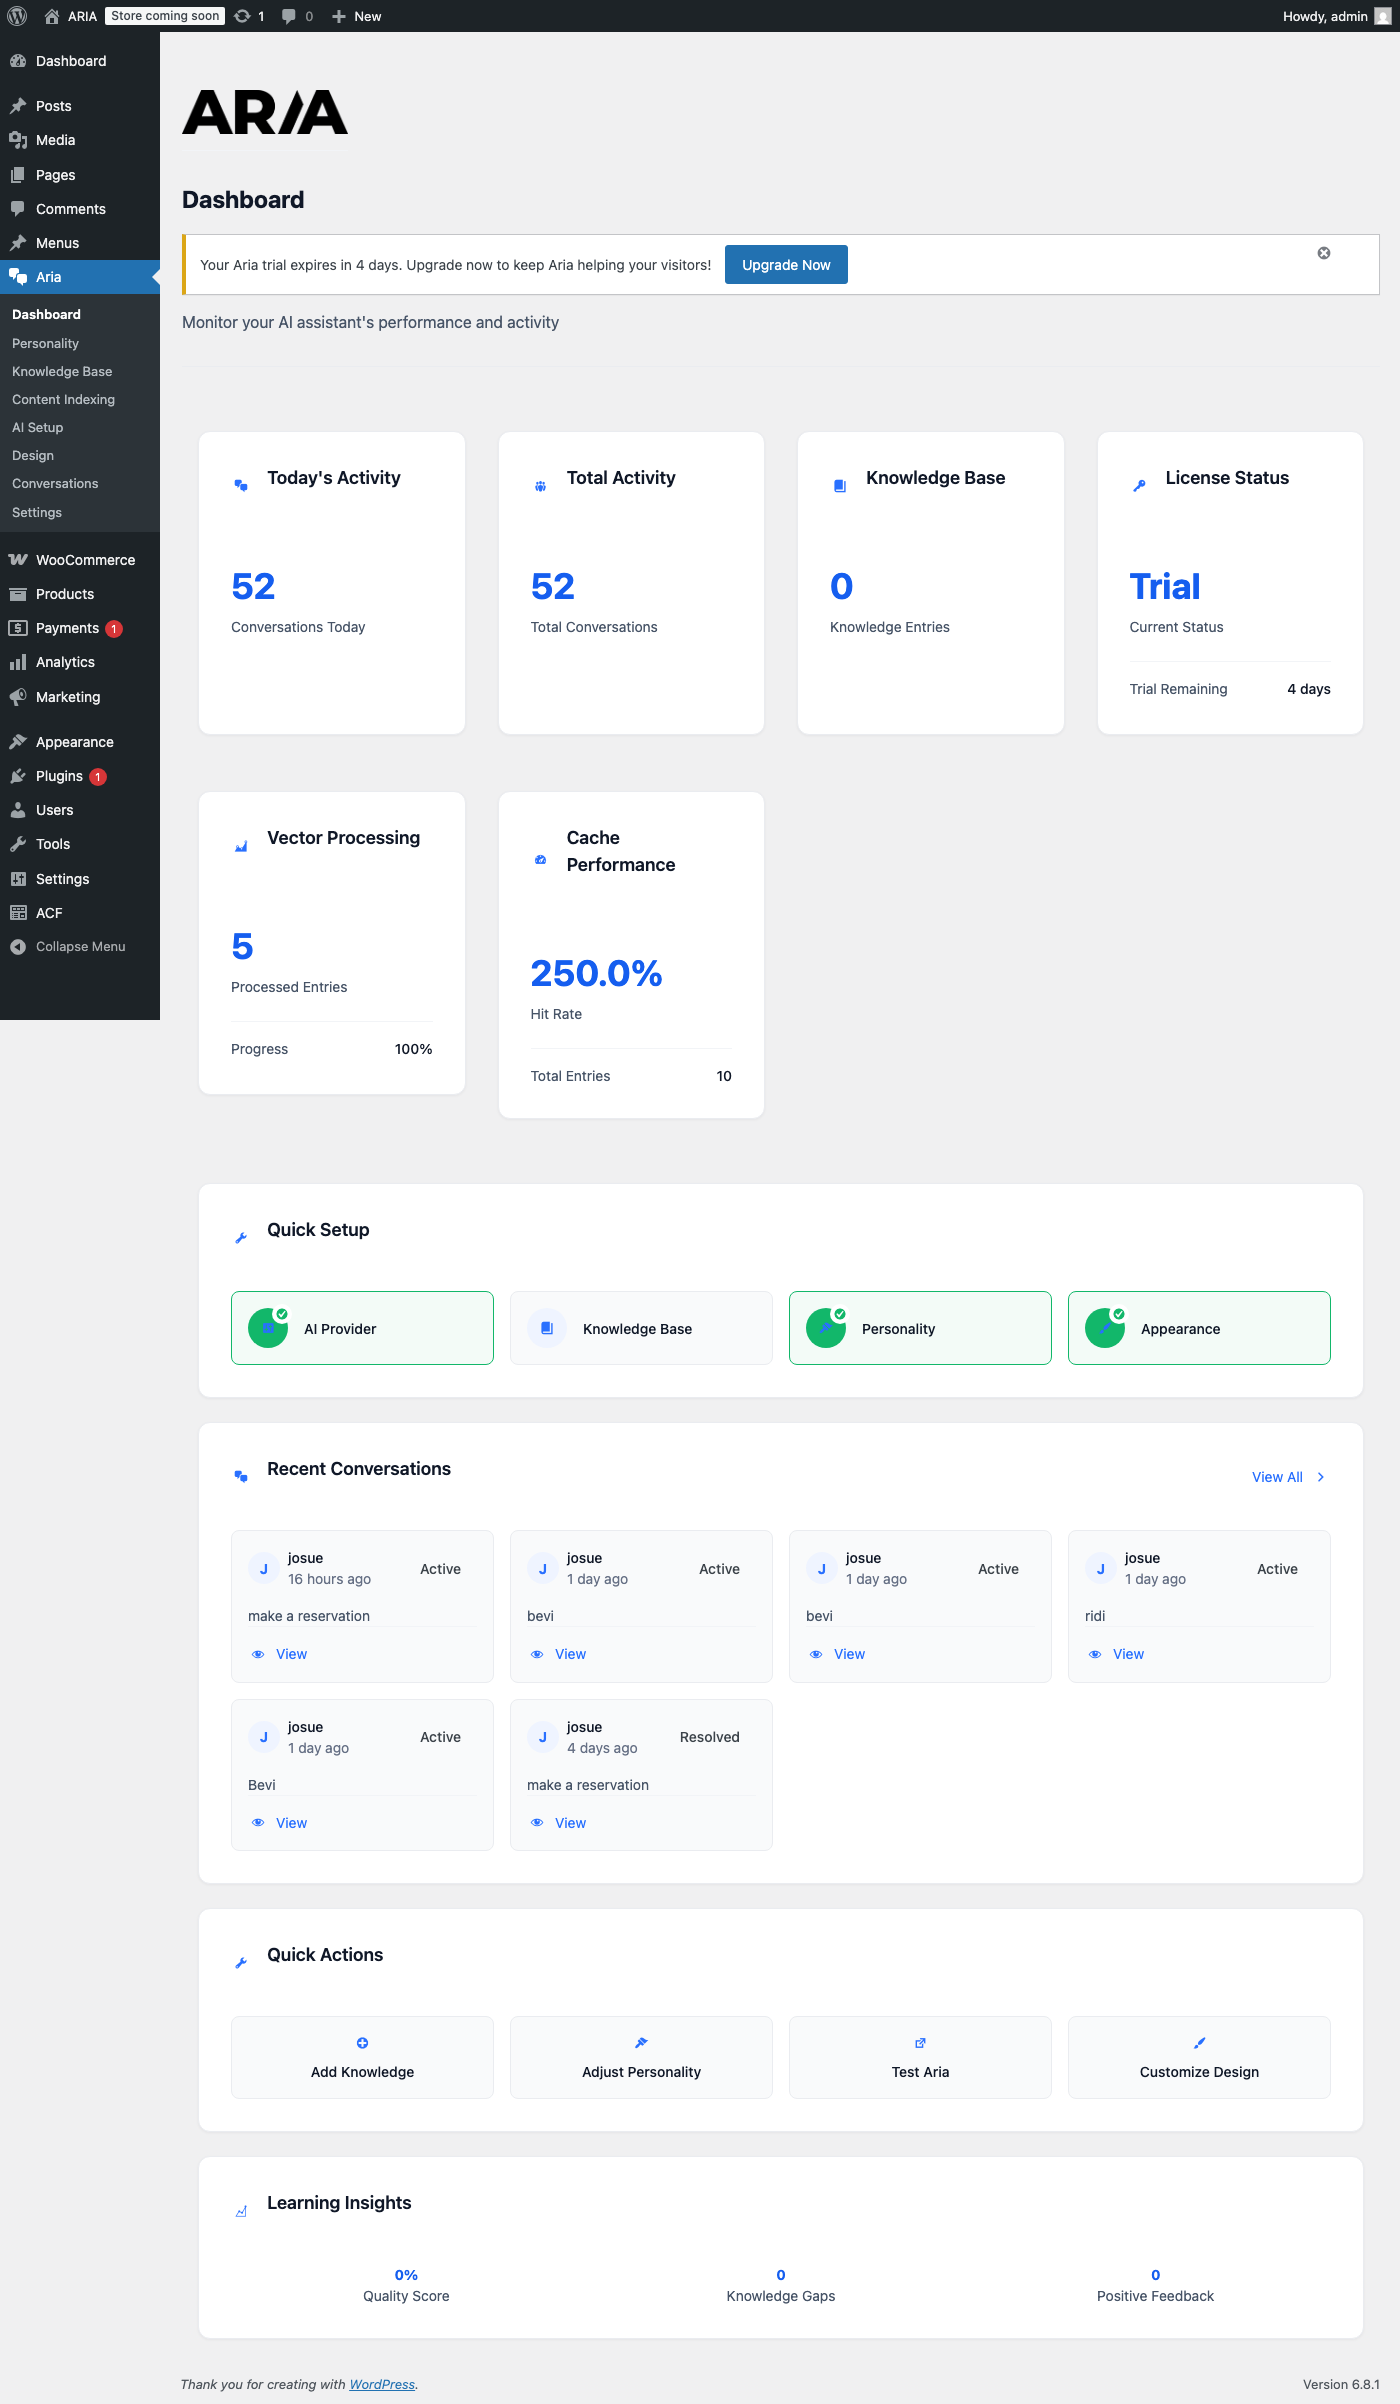 ARIA Store coming soon 1 0 New Howdy, admin
Dashboard
Posts
Media
Pages
Comments
Menus
Aria
Dashboard
Personality
Knowledge Base
Content Indexing
AI Setup
Design
Conversations
Settings
WooCommerce
Products
Payments 1
Analytics
Marketing
Appearance
Plugins 1
Users
Tools
Settings
ACF
Collapse Menu
ARIA
Dashboard
Your Aria trial expires in 4 days. Upgrade now to keep Aria helping your visitors! Upgrade Now
Monitor your AI assistant's performance and activity
Today's Activity
52
Conversations Today
Total Activity
52
Total Conversations
Knowledge Base
0
Knowledge Entries
License Status
Trial
Current Status
Trial Remaining 4 days
Vector Processing
5
Processed Entries
Progress 100%
Cache
Performance
250.0%
Hit Rate
Total Entries 10
Quick Setup
AI Provider
Knowledge Base
Personality
Appearance
Recent Conversations
View All
J
josue
16 hours ago
Active
make a reservation
View
J
josue
1 day ago
Active
bevi
View
J
josue
1 day ago
Active
bevi
View
J
josue
1 day ago
Active
ridi
View
J
josue
1 day ago
Active
Bevi
View
J
josue
4 days ago
Resolved
make a reservation
View
Quick Actions
Add Knowledge
Adjust Personality
Test Aria
Customize Design
Learning Insights
0%
Quality Score
0
Knowledge Gaps
0
Positive Feedback
Thank you for creating with WordPress. Version 6.8.1